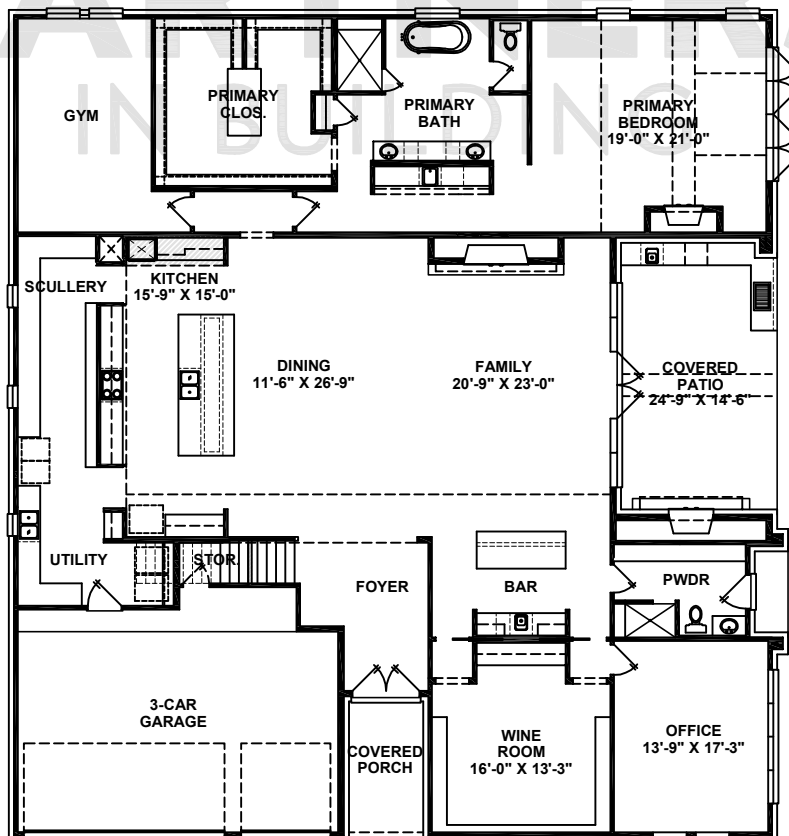 GYM
PRIMARY
CLOS.
PRIMARY
BATH
PRIMARY
BEDROOM
19'-0" X 21'-0"
IN BUILDING
SCULLERY
KITCHEN
15'-9" X 15'-0"
DINING
11'-6" X 26'-9"
FAMILY
20'-9" X 23'-0"
COVERED
PATIO
24'-9" X 14'-6"
UTILITY
STOR.
FOYER
BAR
PWDR
3-CAR
GARAGE
COVERED
PORCH
WINE
ROOM
16'-0" X 13'-3"
OFFICE
13'-9" X 17'-3"